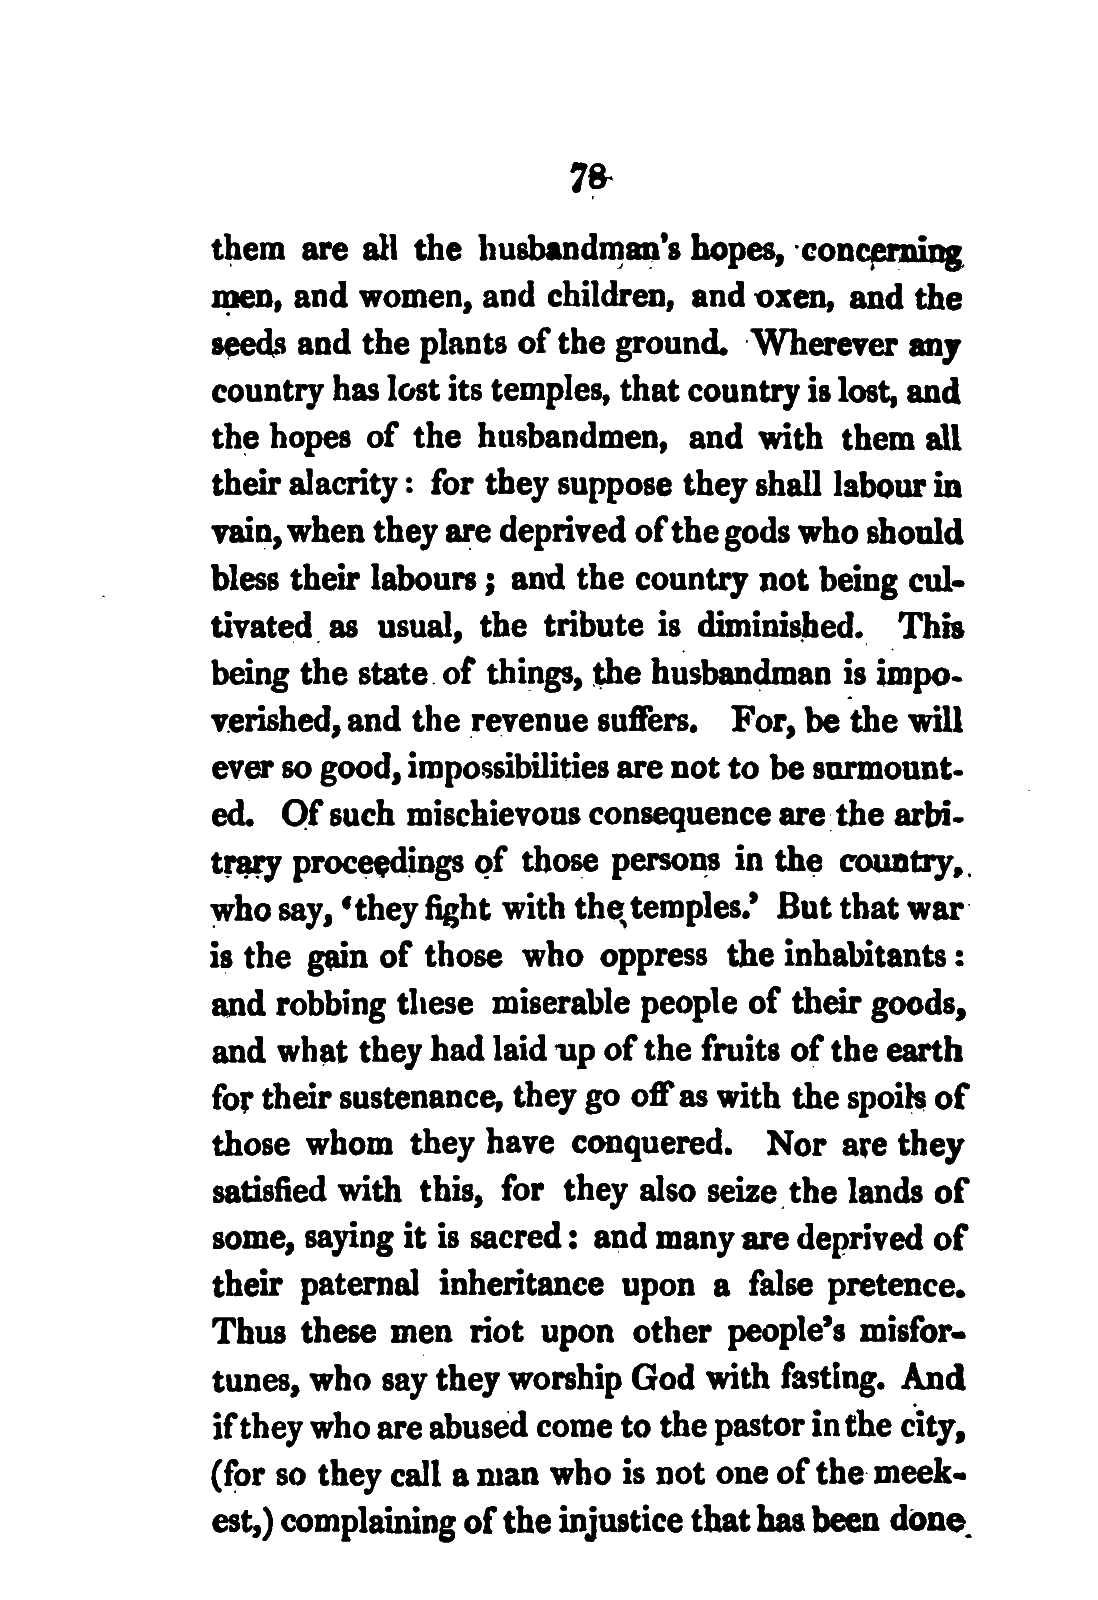 78
them are all the husbandman's hopes, concerning
men, and women, and children, and oxen, and the
seeds and the plants of the ground. Wherever any
country has lost its temples, that country is lost, and
the hopes of the husbandmen, and with them all
their alacrity: for they suppose they shall labour in
vain, when they are deprived of the gods who should
bless their labours; and the country not being cul-
tivated as usual, the tribute is diminished. This
being the state of things, the husbandman is impo-
verished, and the revenue suffers. For, be the will
ever so good, impossibilities are not to be surmount-
ed. Of such mischievous consequence are the arbi-
trary proceedings of those persons in the country,
who say, 'they fight with the temples.' But that war
is the gain of those who oppress the inhabitants:
and robbing these miserable people of their goods,
and what they had laid up of the fruits of the earth
for their sustenance, they go off as with the spoils of
those whom they have conquered. Nor are they
satisfied with this, for they also seize the lands of
some, saying it is sacred: and many are deprived of
their paternal inheritance upon a false pretence.
Thus these men riot upon other people's misfor-
tunes, who say they worship God with fasting. And
if they who are abused come to the pastor in the city,
(for so they call a man who is not one of the meek-
est,) complaining of the injustice that has been done